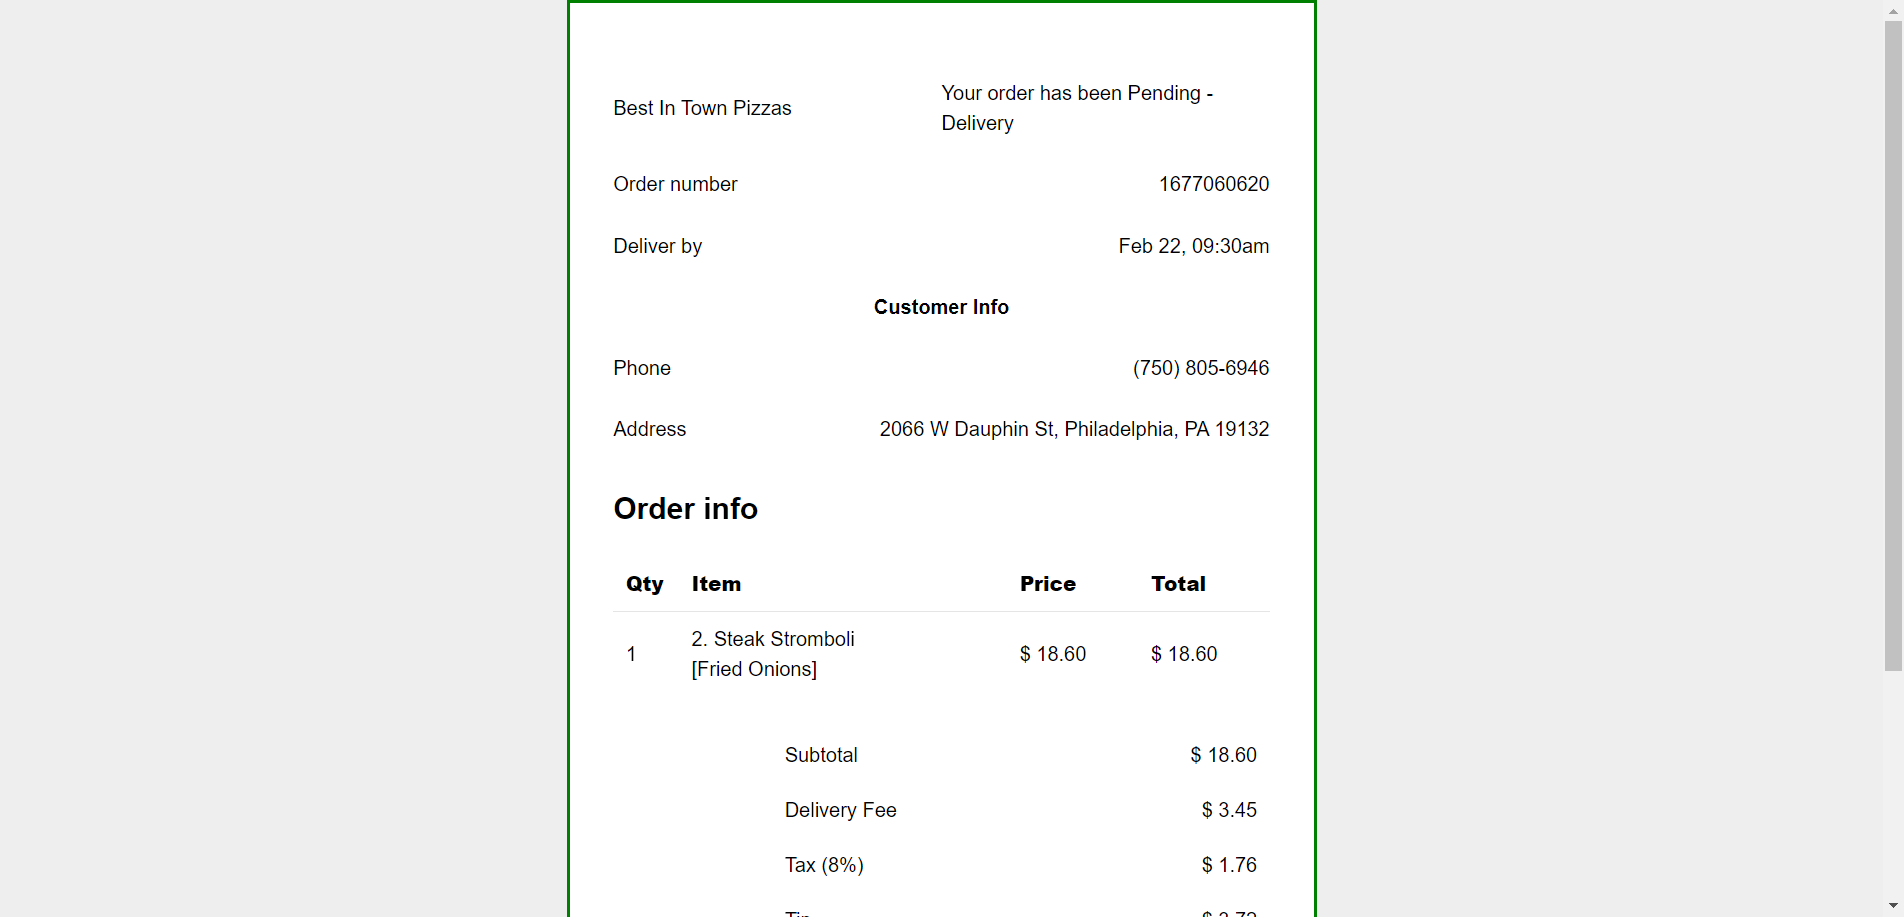 Best In Town Pizzas
Your order has been Pending -
Delivery
Order number 1677060620
Deliver by Feb 22, 09:30am
Customer Info
Phone (750) 805-6946
Address 2066 W Dauphin St, Philadelphia, PA 19132
Order info
Qty Item Price Total
1 2. Steak Stromboli $ 18.60 $ 18.60
[Fried Onions]
Subtotal $ 18.60
Delivery Fee $ 3.45
Tax (8%) $ 1.76